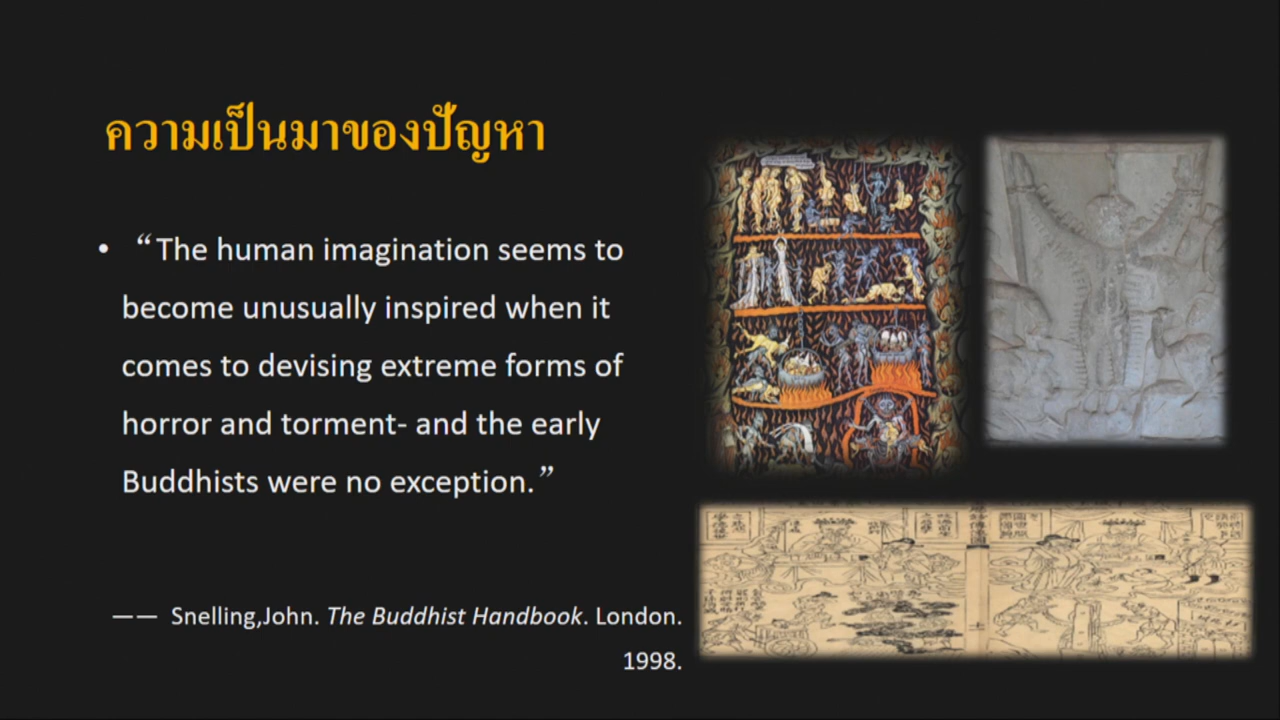 ความเป็นมาของปัญหา
• “The human imagination seems to
become unusually inspired when it
comes to devising extreme forms of
horror and torment- and the early
Buddhists were no exception.”
—— Snelling,John. The Buddhist Handbook. London.
1998.